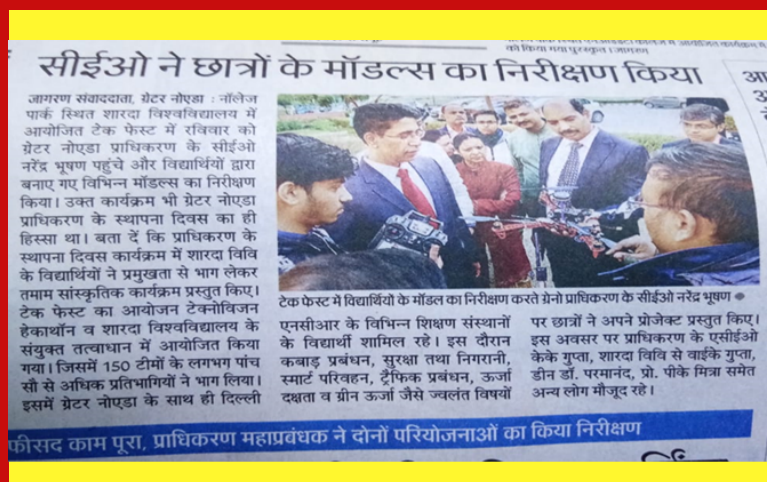 को किया गया पुरस्कृत । जागरण
सीईओ ने छात्रों के मॉडल्स का निरीक्षण किया
जागरण संवाददाता, ग्रेटर नोएडा : नॉलेज
पार्क स्थित शारदा विश्वविद्यालय में
आयोजित टेक फेस्ट में रविवार को
ग्रेटर नोएडा प्राधिकरण के सीईओ
नरेंद्र भूषण पहुंचे और विद्यार्थियों द्वारा
बनाए गए विभिन्न मॉडल्स का निरीक्षण
किया। उक्त कार्यक्रम भी ग्रेटर नोएडा
प्राधिकरण के स्थापना दिवस का ही
हिस्सा था। बता दें कि प्राधिकरण के
स्थापना दिवस कार्यक्रम में शारदा विवि
के विद्यार्थियों ने प्रमुखता से भाग लेकर
तमाम सांस्कृतिक कार्यक्रम प्रस्तुत किए।
टेक फेस्ट का आयोजन टेक्नोविजन
हेकाथॉन व शारदा विश्वविद्यालय के
संयुक्त तत्वाधान में आयोजित किया
गया। जिसमें 150 टीमों के लगभग पांच
सौ से अधिक प्रतिभागियों ने भाग लिया।
इसमें ग्रेटर नोएडा के साथ ही दिल्ली
टेक फेस्ट में विद्यार्थियों के मॉडल का निरीक्षण करते ग्रेनो प्राधिकरण के सीईओ नरेंद्र भूषण ●
एनसीआर के विभिन्न शिक्षण संस्थानों
के विद्यार्थी शामिल रहे। इस दौरान
कबाड़ प्रबंधन, सुरक्षा तथा निगरानी,
स्मार्ट परिवहन, ट्रैफिक प्रबंधन, ऊर्जा
दक्षता व ग्रीन ऊर्जा जैसे ज्वलंत विषयों
पर छात्रों ने अपने प्रोजेक्ट प्रस्तुत किए।
इस अवसर पर प्राधिकरण के एसीईओ
केके गुप्ता, शारदा विवि से वाईके गुप्ता,
डीन डॉ. परमानंद, प्रो. पीके मित्रा समेत
अन्य लोग मौजूद रहे।
फीसद काम पूरा, प्राधिकरण महाप्रबंधक ने दोनों परियोजनाओं का किया निरीक्षण